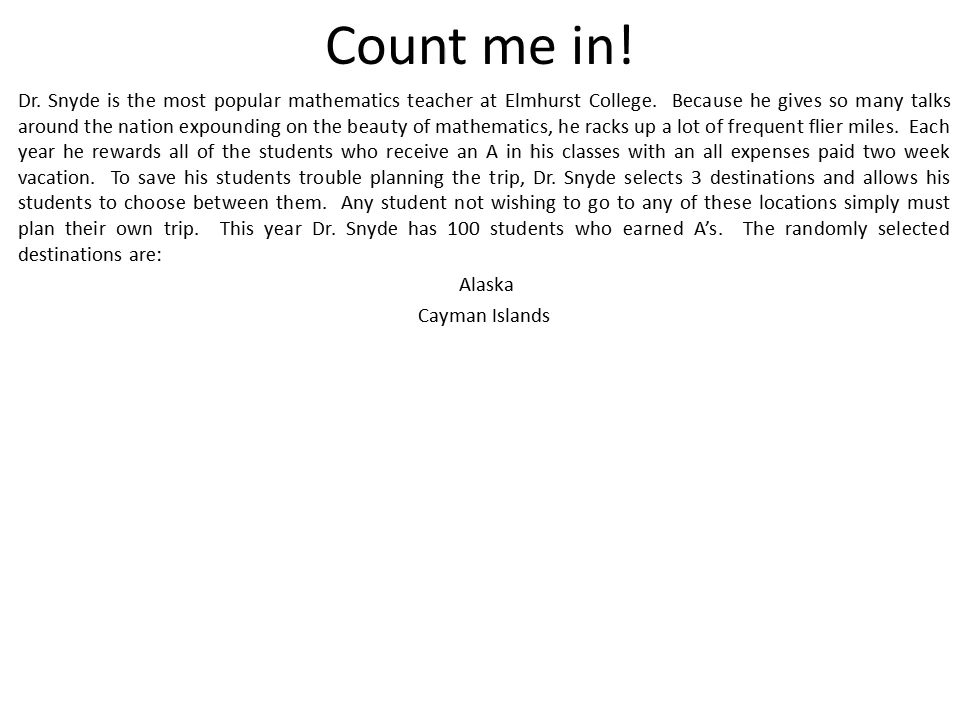 Count me in!
Dr. Snyde is the most popular mathematics teacher at Elmhurst College.  Because he gives so many talks
around the nation expounding on the beauty of mathematics, he racks up a lot of frequent flier miles.  Each
year he rewards all of the students who receive an A in his classes with an all expenses paid two week
vacation.  To save his students trouble planning the trip, Dr. Snyde selects 3 destinations and allows his
students to choose between them.  Any student not wishing to go to any of these locations simply must
plan their own trip.  This year Dr. Snyde has 100 students who earned A’s.  The randomly selected
destinations are:
Alaska
Cayman Islands